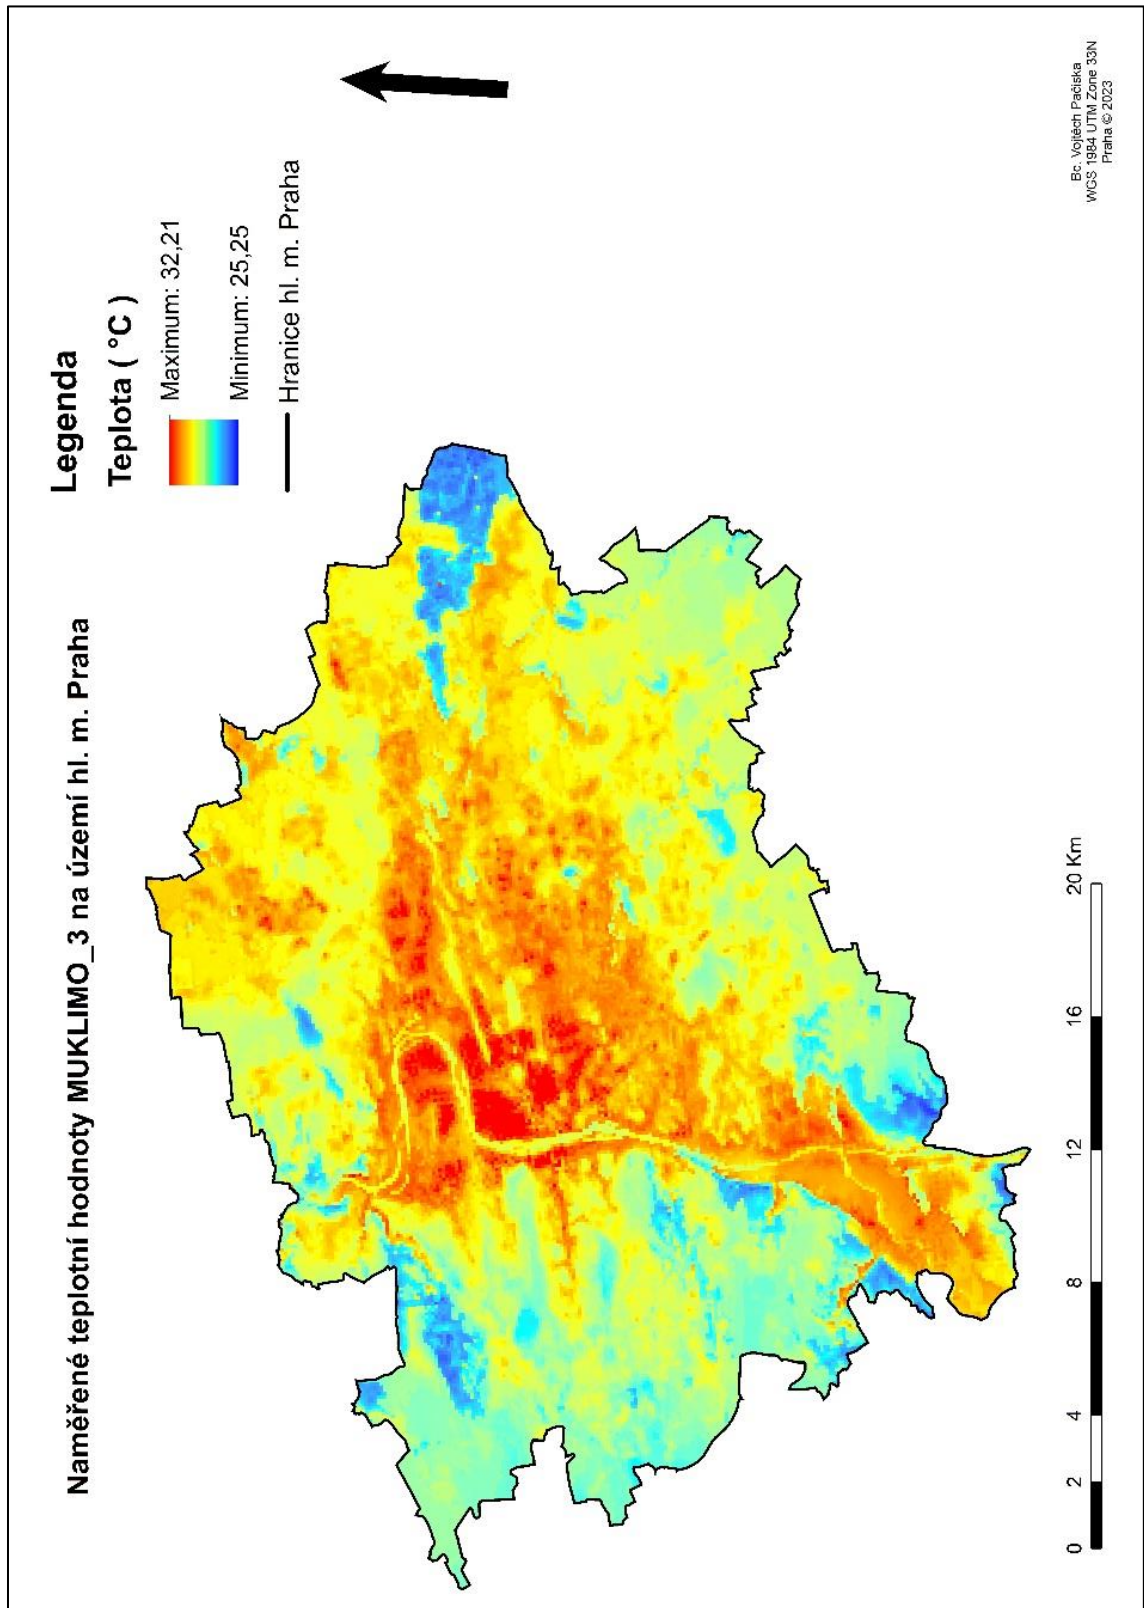 Naměřené teplotní hodnoty MUKLIMO_3 na území hl. m. Praha
Legenda
Teplota ( °C )
Maximum: 32,21
Minimum: 25,25
Hranice hl. m. Praha
0 2 4 8 12 16 20 Km
Bc. Vojtěch Pačiska
WGS 1984 UTM Zone 33N
Praha © 2023